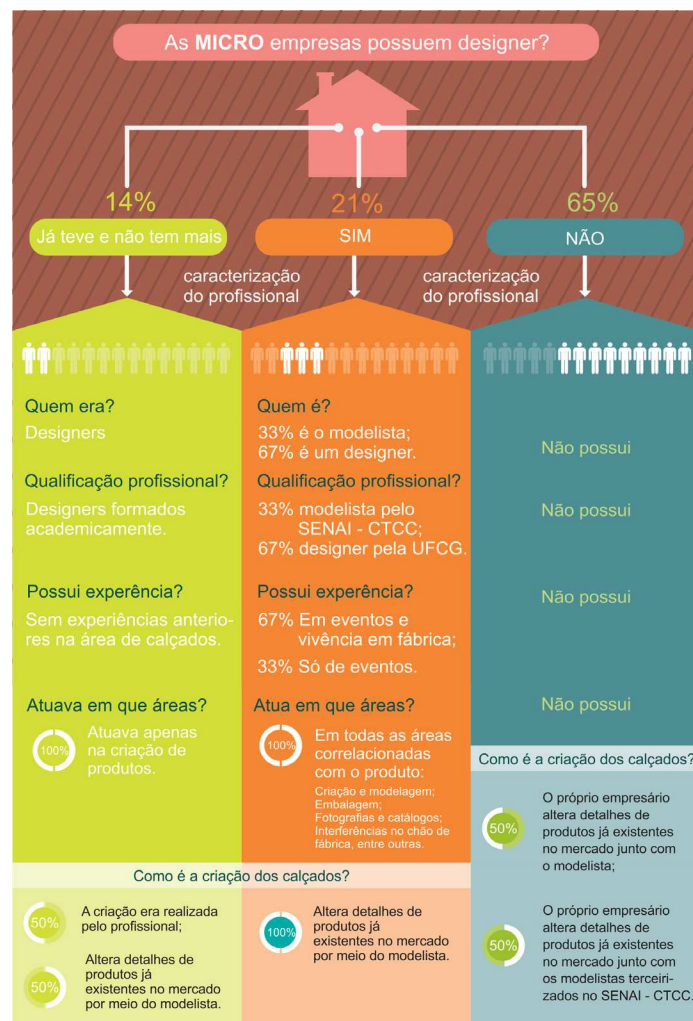 As MICRO empresas possuem designer?
14%
Já teve e não tem mais
21%
SIM
65%
NÃO
caracterização
do profissional
caracterização
do profissional
Quem era?
Designers
Qualificação profissional?
Designers formados
academicamente.
Possui experência?
Sem experiências anterio-
res na área de calçados.
Atuava em que áreas?
100%
Atuava apenas
na criação de
produtos.
Quem é?
33% é o modelista;
67% é um designer.
Qualificação profissional?
33% modelista pelo
SENAI - CTCC;
67% designer pela UFCG.
Possui experência?
67% Em eventos e
vivência em fábrica;
33% Só de eventos.
Atua em que áreas?
100%
Em todas as áreas
correlacionadas
com o produto:
Criação e modelagem;
Embalagem;
Fotografias e catálogos;
Interferências no chão de
fábrica, entre outras.
Não possui
Não possui
Não possui
Não possui
Como é a criação dos calçados?
50%
A criação era realizada
pelo profissional;
50%
Altera detalhes de
produtos já
existentes no mercado
por meio do modelista.
100%
Altera detalhes de
produtos já
existentes no mercado
por meio do modelista.
Como é a criação dos calçados?
50%
O próprio empresário
altera detalhes de
produtos já existentes
no mercado junto com
o modelista;
50%
O próprio empresário
altera detalhes de
produtos já existentes
no mercado junto com
os modelistas terceiri-
zados no SENAI - CTCC.